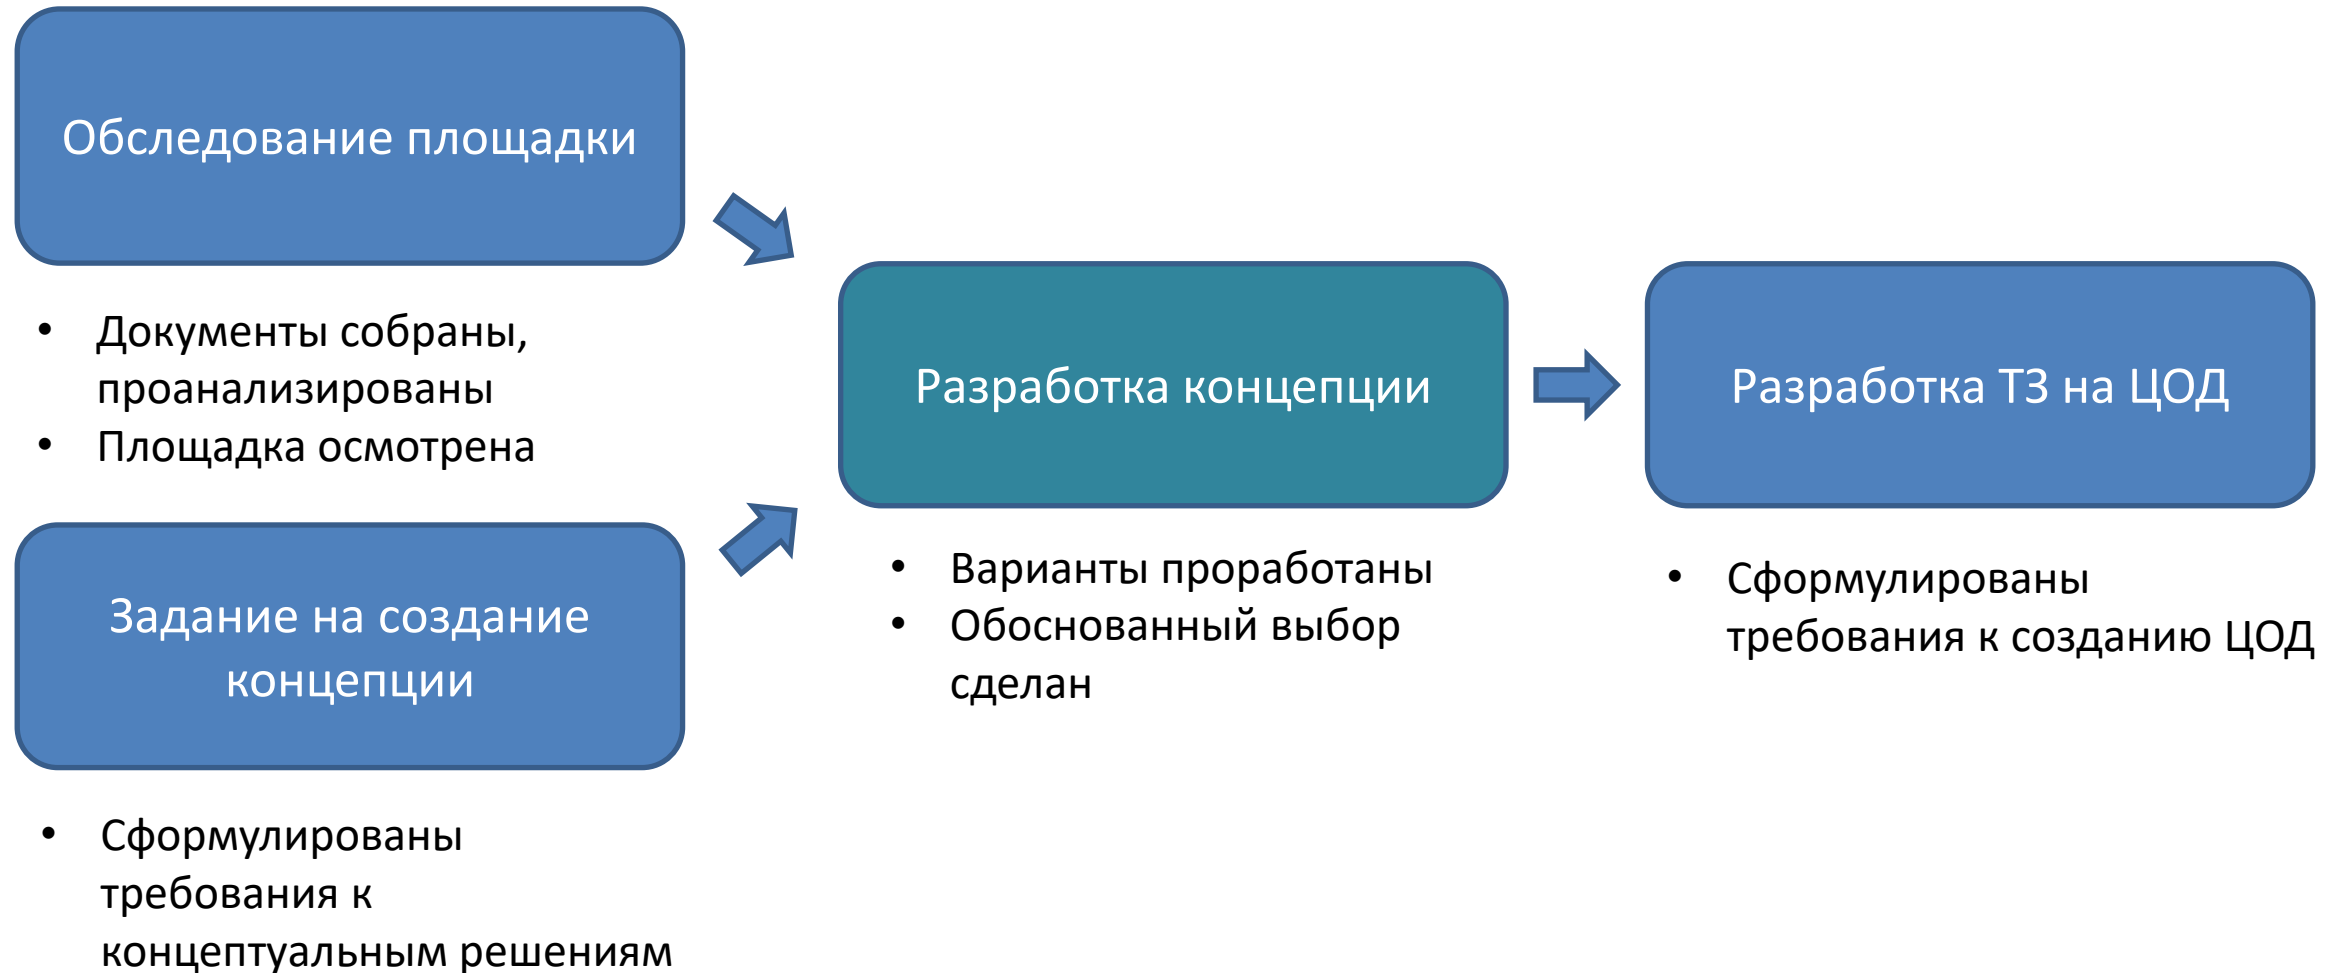 Обследование площадки
• Документы собраны,
проанализированы
• Площадка осмотрена
Задание на создание
концепции
• Сформулированы
требования к
концептуальным решениям
Разработка концепции
• Варианты проработаны
• Обоснованный выбор
сделан
Разработка ТЗ на ЦОД
• Сформулированы
требования к созданию ЦОД